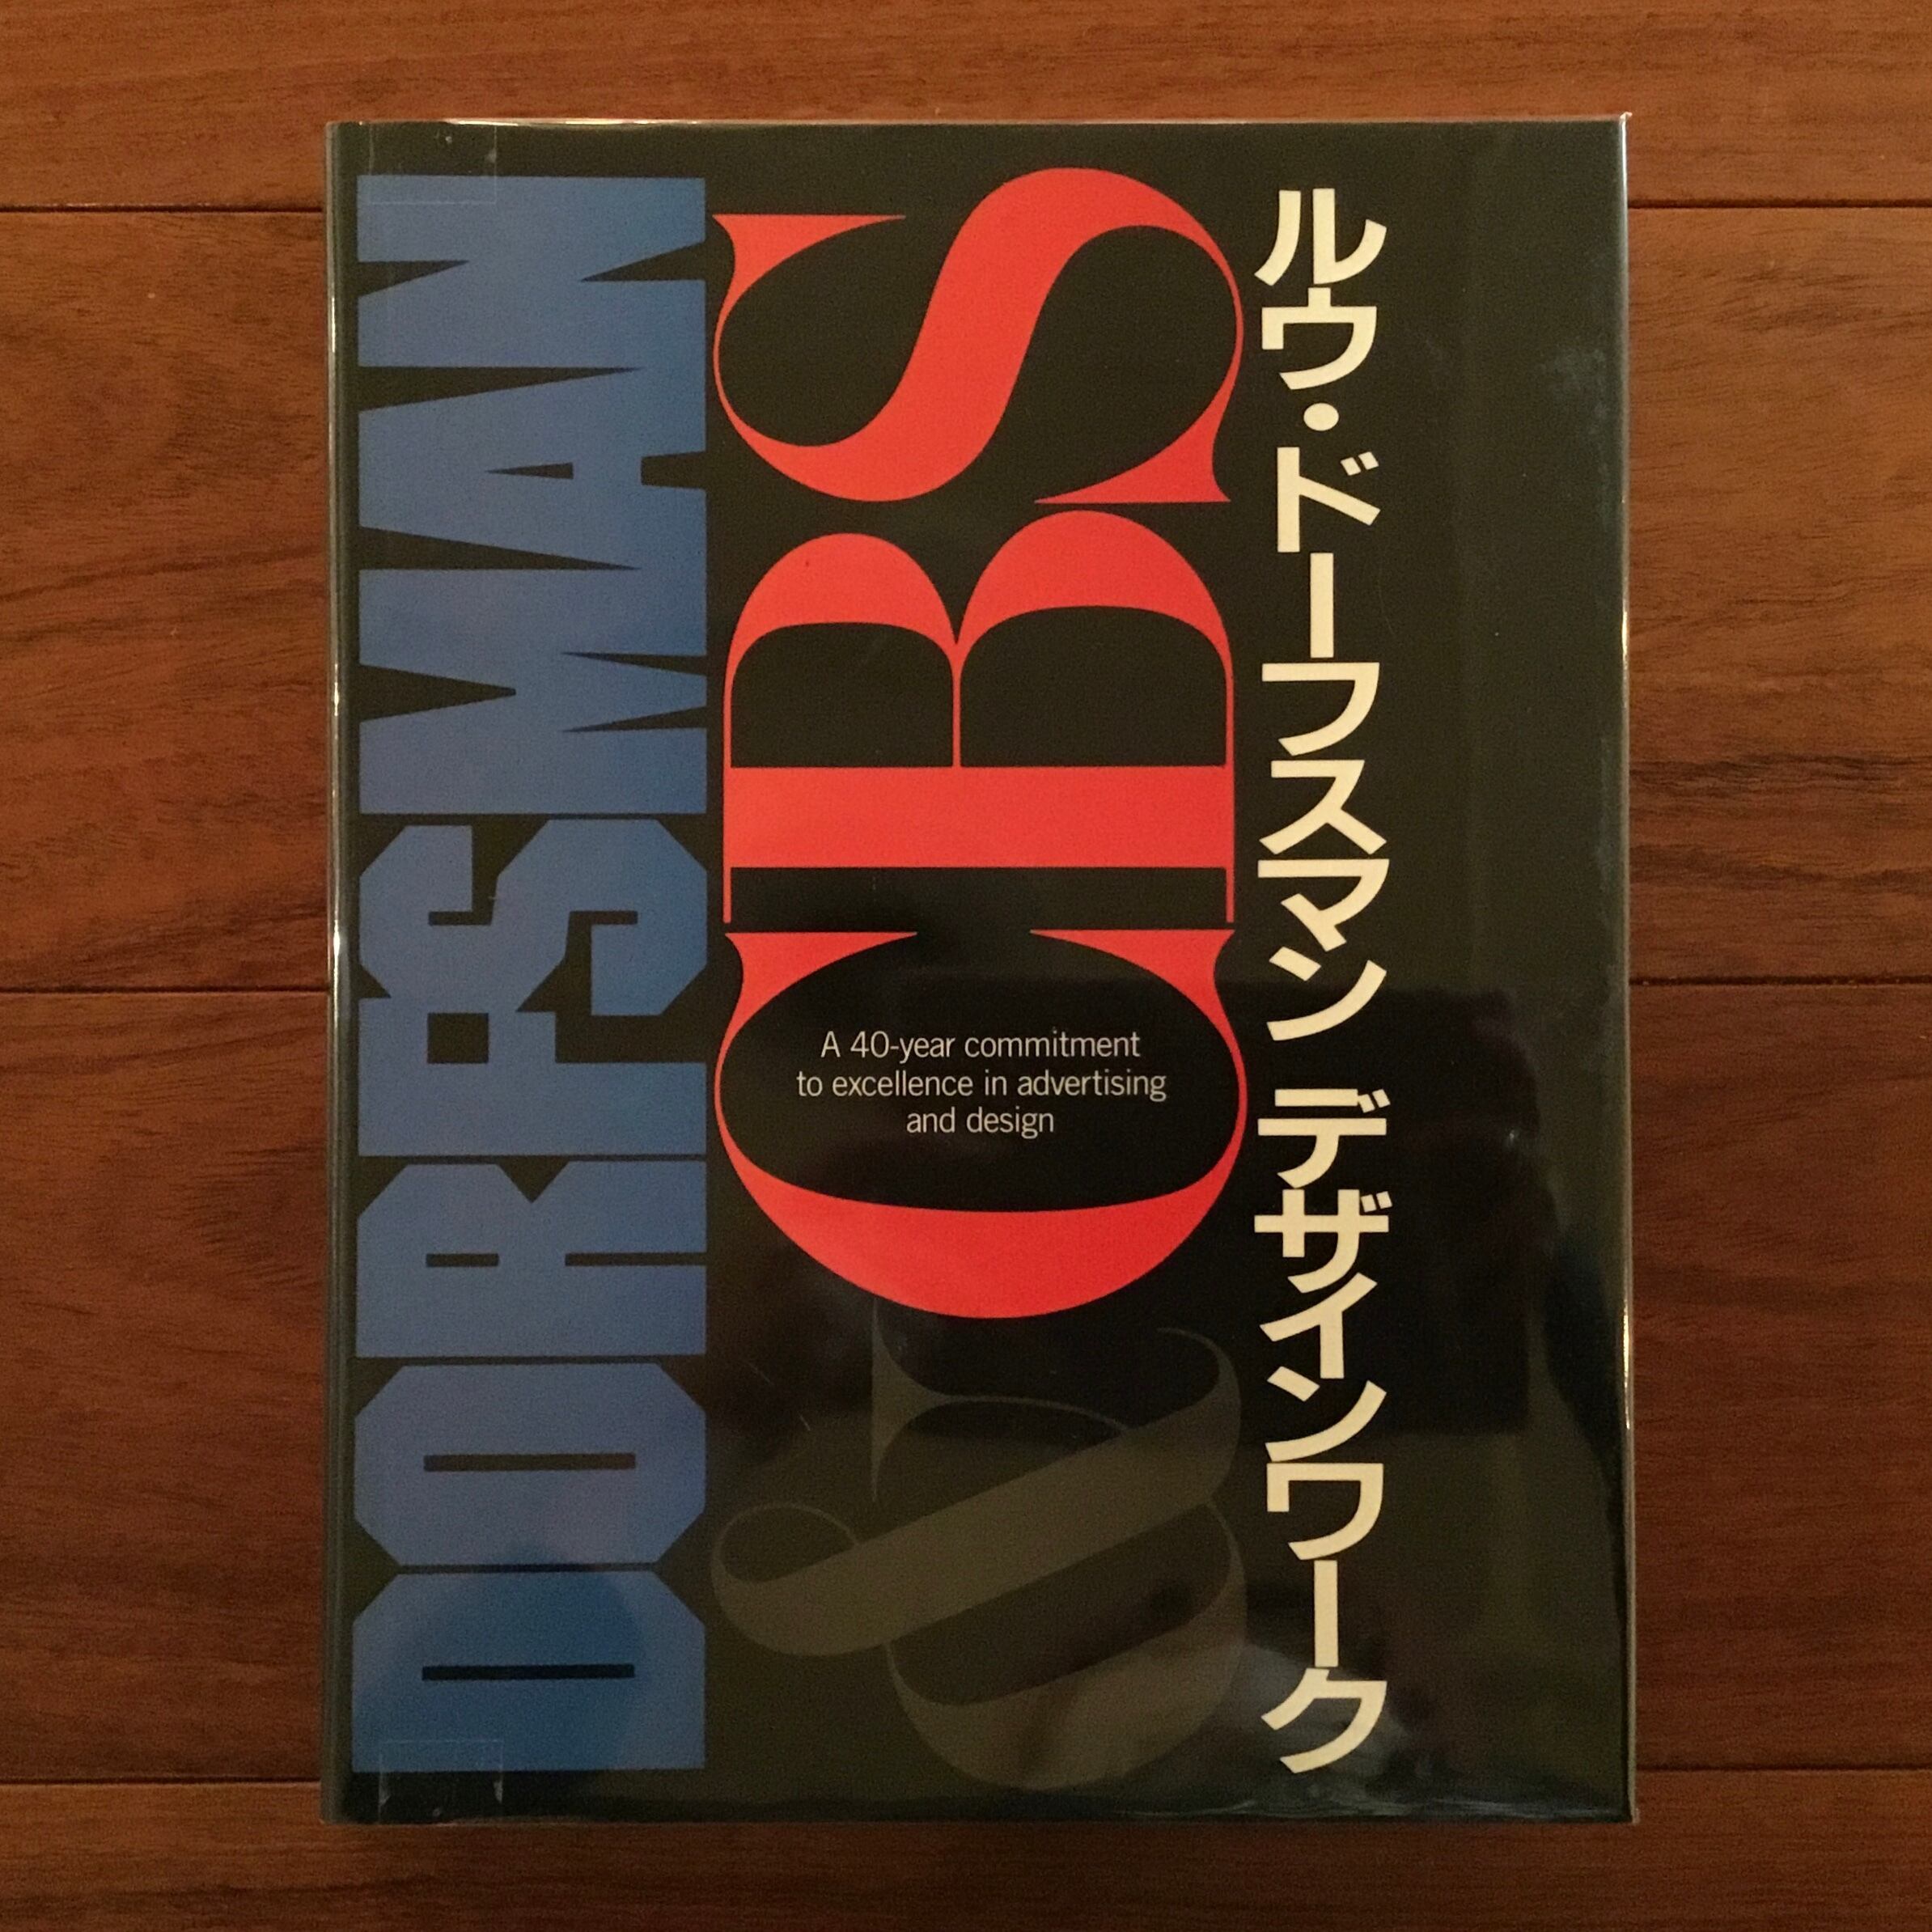 DORFSMAN
& CBS
A 40-year commitment
to excellence in advertising
and design
ルウ・ドーフスマン デザインワーク